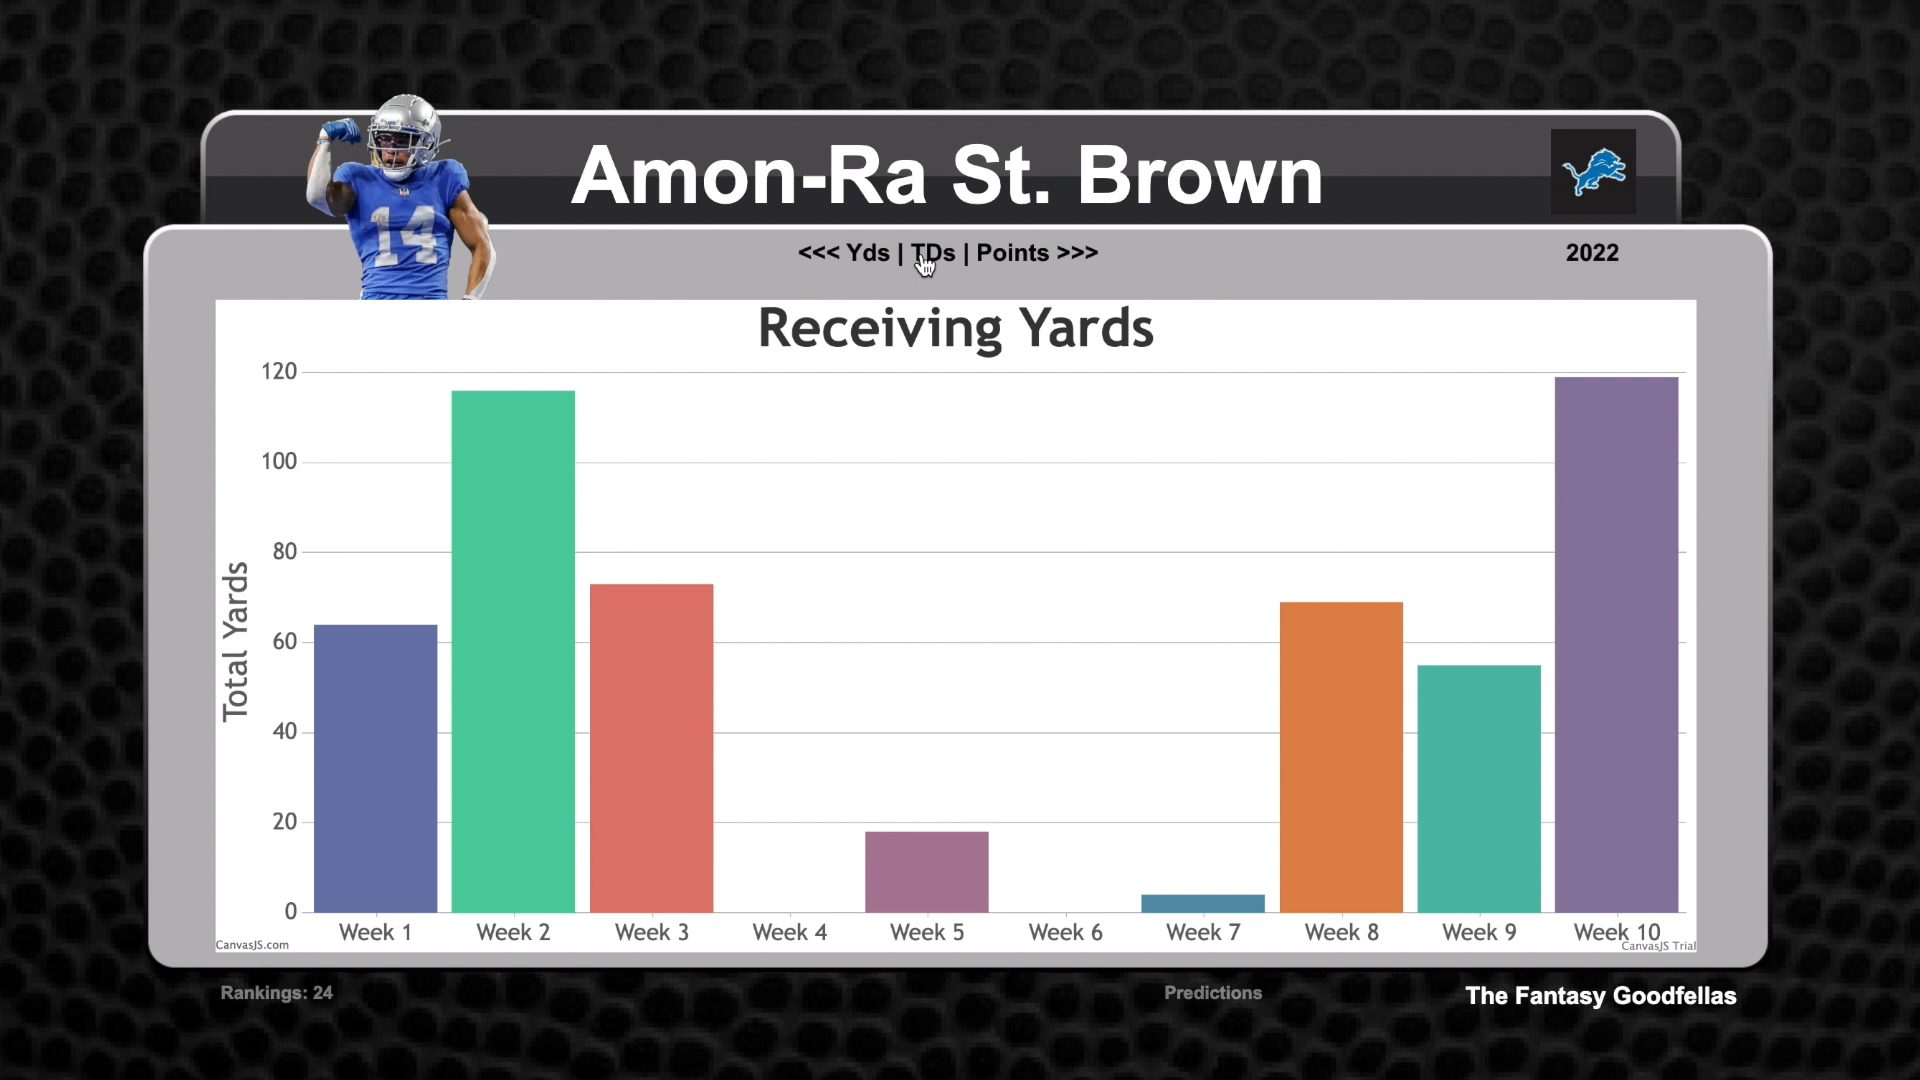 Amon-Ra St. Brown
14
<<< Yds | TDs | Points >>>
2022
Receiving Yards
Total Yards
120
100
80
60
40
20
0
Week 1 Week 2 Week 3 Week 4 Week 5 Week 6 Week 7 Week 8 Week 9 Week 10
CanvasJS.com
CanvasJS Trial
Rankings: 24
Predictions
The Fantasy Goodfellas